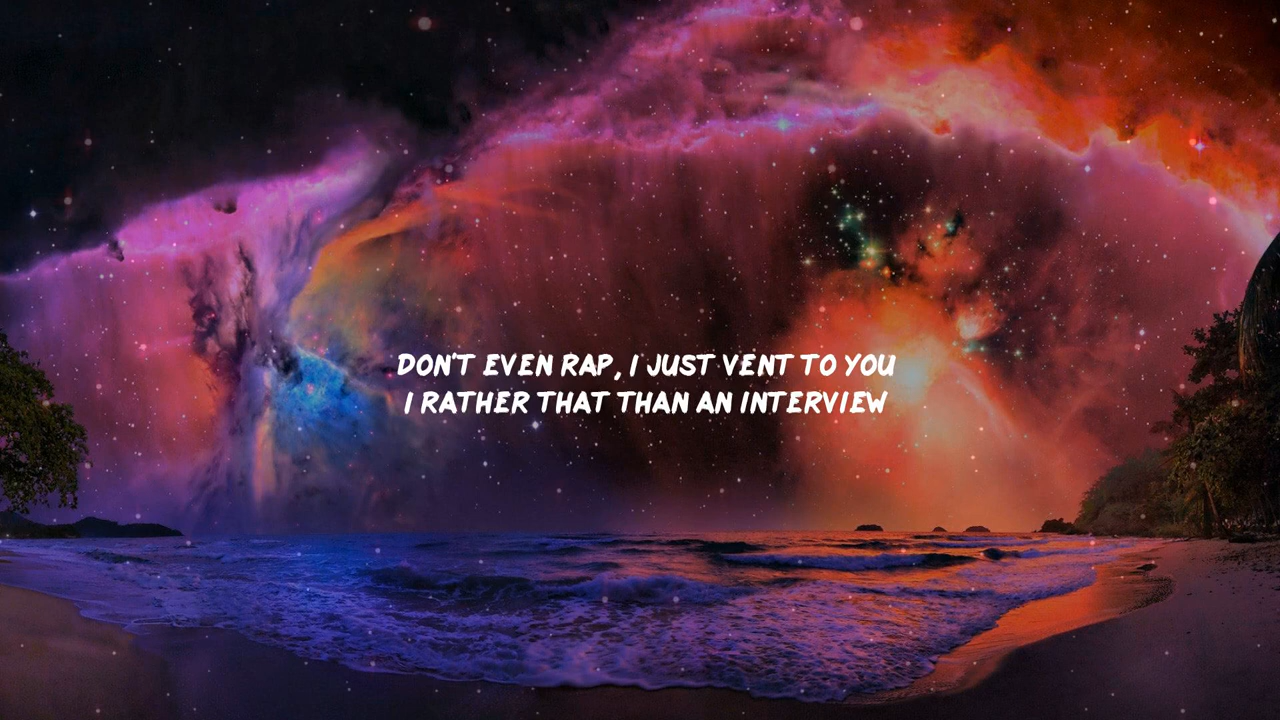 DON'T EVEN RAP, I JUST VENT TO YOU
I RATHER THAT THAN AN INTERVIEW